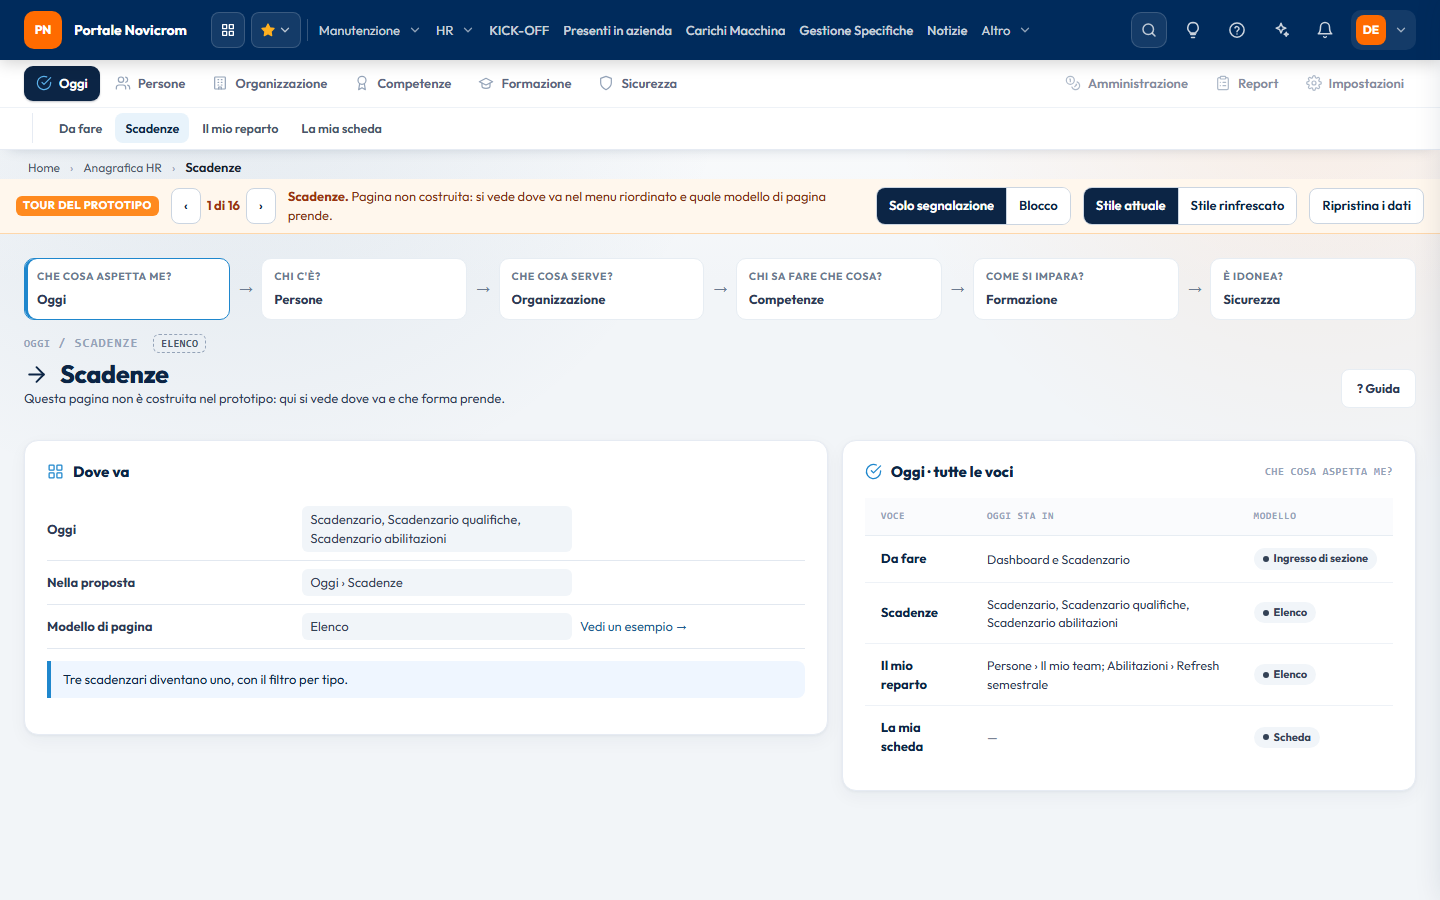 PN Portale Novicrom Manutenzione HR KICK-OFF Presenti in azienda Carichi Macchina Gestione Specifiche Notizie Altro DE
Oggi Persone Organizzazione Competenze Formazione Sicurezza Amministrazione Report Impostazioni
Da fare Scadenze Il mio reparto La mia scheda
Home › Anagrafica HR › Scadenze
TOUR DEL PROTOTIPO ‹ 1 di 16 › Scadenze. Pagina non costruita: si vede dove va nel menu riordinato e quale modello di pagina
prende.
Solo segnalazione Blocco Stile attuale Stile rinfrescato Ripristina i dati
CHE COSA ASPETTA ME? → CHI C'È? → CHE COSA SERVE? → CHI SA FARE CHE COSA? → COME SI IMPARA? → È IDONEA?
Oggi Persone Organizzazione Competenze Formazione Sicurezza
OGGI / SCADENZE ELENCO
→ Scadenze
Questa pagina non è costruita nel prototipo: qui si vede dove va e che forma prende.
? Guida
Dove va
Oggi Scadenzario, Scadenzario qualifiche,
Scadenzario abilitazioni
Nella proposta Oggi › Scadenze
Modello di pagina Elenco Vedi un esempio →
Tre scadenzari diventano uno, con il filtro per tipo.
Oggi · tutte le voci CHE COSA ASPETTA ME?
VOCE OGGI STA IN MODELLO
Da fare Dashboard e Scadenzario Ingresso di sezione
Scadenze Scadenzario, Scadenzario qualifiche,
Scadenzario abilitazioni Elenco
Il mio
reparto Persone › Il mio team; Abilitazioni › Refresh
semestrale Elenco
La mia
scheda — Scheda